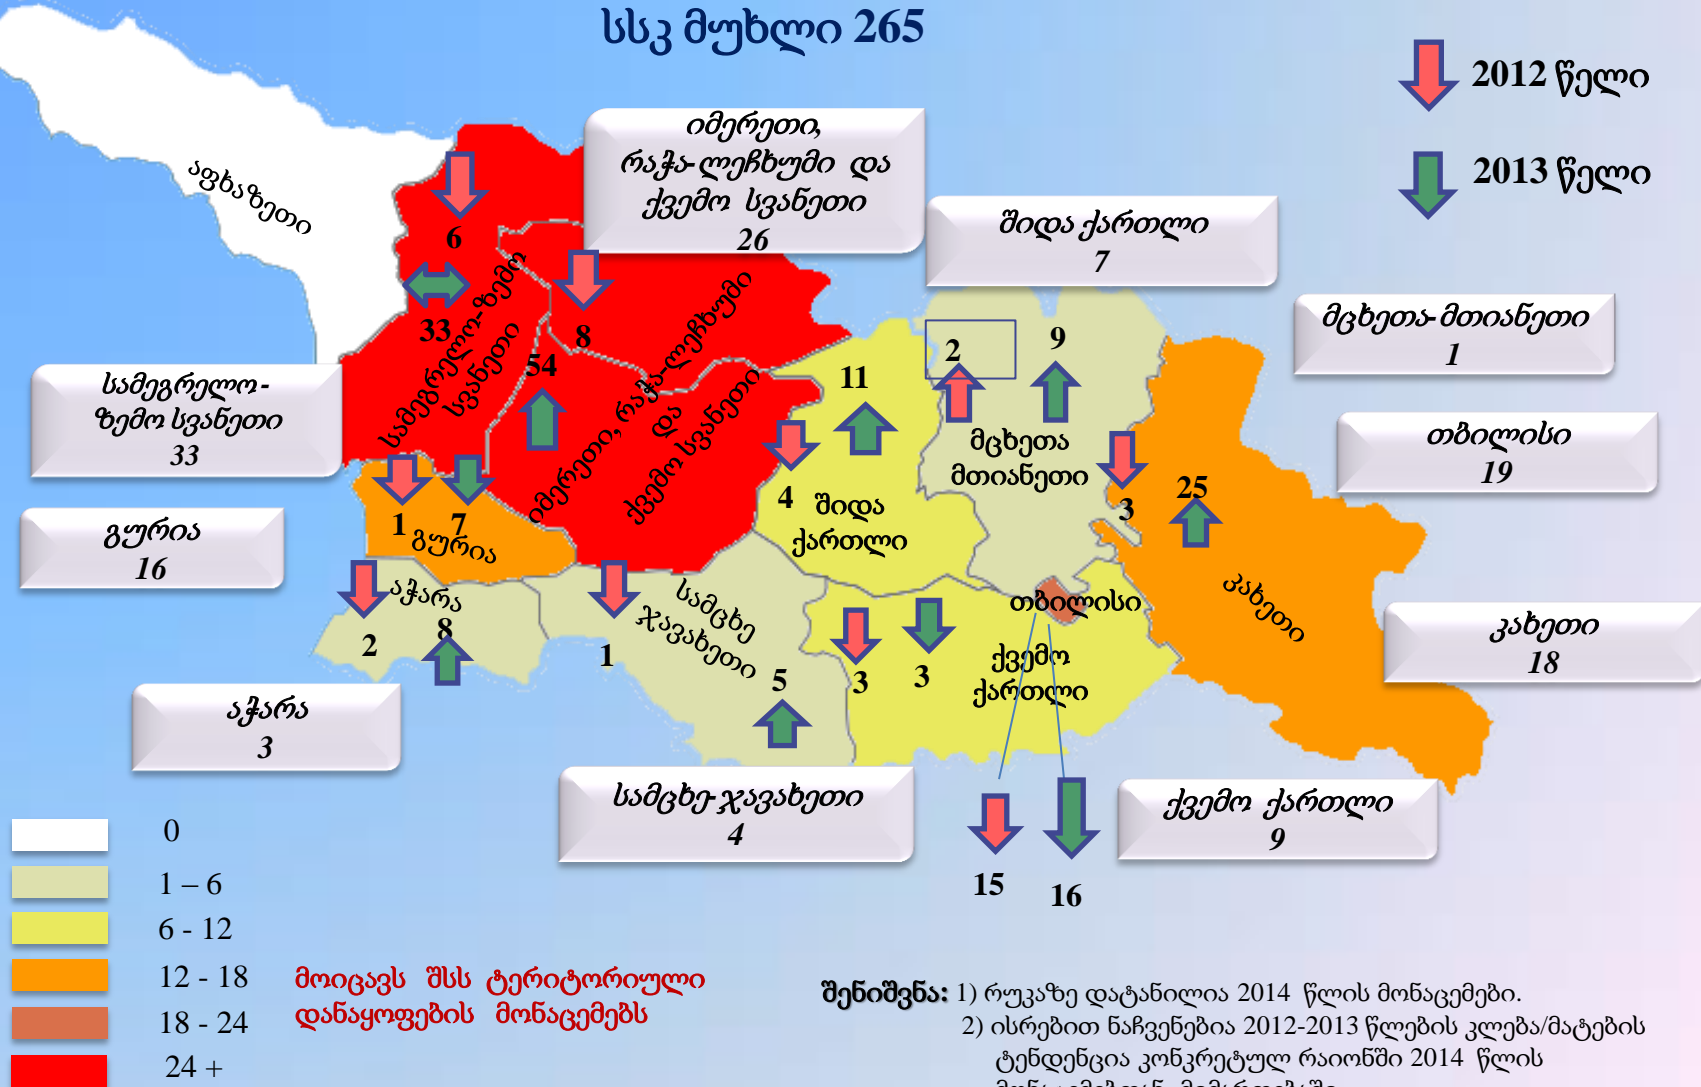 სსკ მუხლი 265
2012 წელი
2013 წელი
იმერეთი,
რაჭა-ლეჩხუმი და
ქვემო სვანეთი
26
შიდა ქართლი
7
მცხეთა-მთიანეთი
1
სამეგრელო-
ზემო სვანეთი
33
თბილისი
19
გურია
16
კახეთი
18
აჭარა
3
სამცხე-ჯავახეთი
4
ქვემო ქართლი
9
აფხაზეთი
6
33
სამეგრელო-ზემო
სვანეთი
8
54
იმერეთი, რაჭა-ლეჩხუმი
და
ქვემო სვანეთი
11
4
შიდა
ქართლი
2
9
მცხეთა
მთიანეთი
3
25
კახეთი
1
7
გურია
აჭარა
2
8
სამცხე
ჯავახეთი
1
5
თბილისი
3
3
ქვემო
ქართლი
15
16
0
1 – 6
6 - 12
12 - 18
18 - 24
24 +
მოიცავს შსს ტერიტორიული
დანაყოფების მონაცემებს
შენიშვნა: 1) რუკაზე დატანილია 2014 წლის მონაცემები.
2) ისრებით ნაჩვენებია 2012-2013 წლების კლება/მატების
ტენდენცია კონკრეტულ რაიონში 2014 წლის